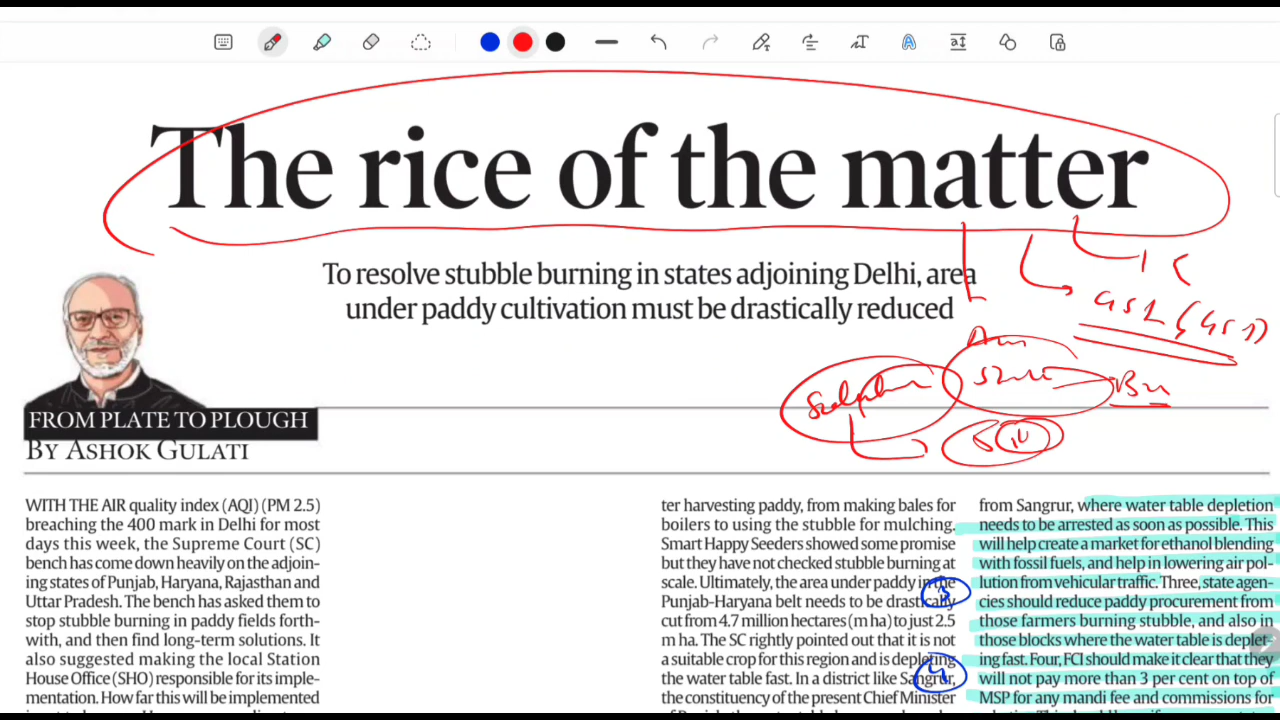 The rice of the matter
To resolve stubble burning in states adjoining Delhi, area
under paddy cultivation must be drastically reduced
FROM PLATE TO PLOUGH
BY ASHOK GULATI
WITH THE AIR quality index (AQI) (PM 2.5)
breaching the 400 mark in Delhi for most
days this week, the Supreme Court (SC)
bench has come down heavily on the adjoin-
ing states of Punjab, Haryana, Rajasthan and
Uttar Pradesh. The bench has asked them to
stop stubble burning in paddy fields forth-
with, and then find long-term solutions. It
also suggested making the local Station
House Office (SHO) responsible for its imple-
mentation. How far this will be implemented
ter harvesting paddy, from making bales for
boilers to using the stubble for mulching.
Smart Happy Seeders showed some promise
but they have not checked stubble burning at
scale. Ultimately, the area under paddy in the
Punjab-Haryana belt needs to be drastically
cut from 4.7 million hectares (m ha) to just 2.5
m ha. The SC rightly pointed out that it is not
a suitable crop for this region and is depleting
the water table fast. In a district like Sangrur,
the constituency of the present Chief Minister
3
4
from Sangrur, where water table depletion
needs to be arrested as soon as possible. This
will help create a market for ethanol blending
with fossil fuels, and help in lowering air pol-
lution from vehicular traffic. Three, state agen-
cies should reduce paddy procurement from
those farmers burning stubble, and also in
those blocks where the water table is deplet-
ing fast. Four, FCI should make it clear that they
will not pay more than 3 per cent on top of
MSP for any mandi fee and commissions for